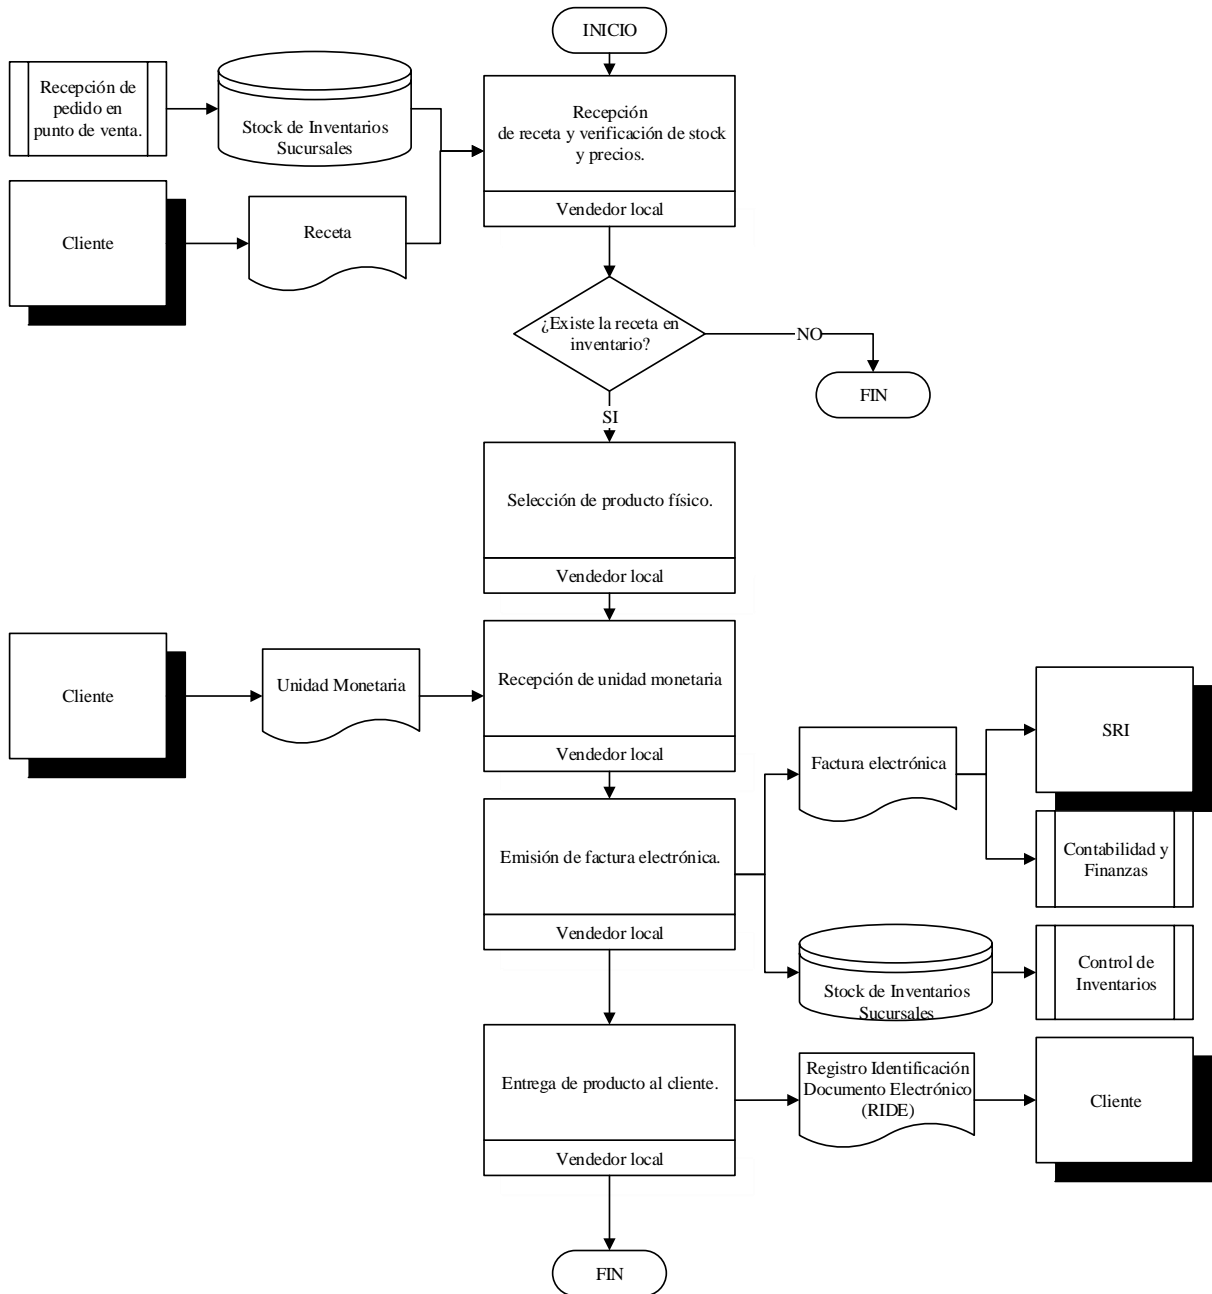 INICIO
Recepción de
pedido en
punto de venta.
Stock de Inventarios
Sucursales
Recepción
de receta y verificación de stock
y precios.
Vendedor local
Cliente
Receta
¿Existe la receta en
inventario?
NO
FIN
SI
Selección de producto físico.
Vendedor local
Cliente
Unidad Monetaria
Recepción de unidad monetaria
Vendedor local
Factura electrónica
SRI
Emisión de factura electrónica.
Vendedor local
Contabilidad y
Finanzas
Stock de Inventarios
Sucursales
Control de
Inventarios
Entrega de producto al cliente.
Vendedor local
Registro Identificación
Documento Electrónico
(RIDE)
Cliente
FIN